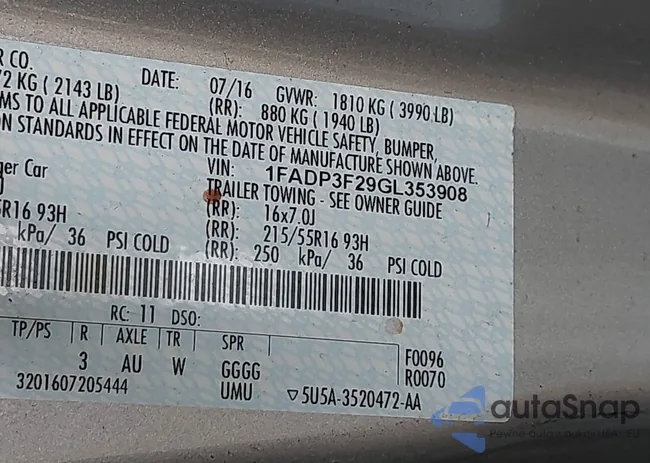 R CO.
72 KG ( 2143 LB)
DATE: 07/16 GVWR: 1810 KG ( 3990 LB)
(RR): 880 KG ( 1940 LB)
MS TO ALL APPLICABLE FEDERAL MOTOR VEHICLE SAFETY, BUMPER,
ON STANDARDS IN EFFECT ON THE DATE OF MANUFACTURE SHOWN ABOVE.
ger Car
VIN: 1FADP3F29GL353908
TRAILER TOWING - SEE OWNER GUIDE
(RR): 16x7.0J
R16 93H (RR): 215/55R16 93H
kPa/ 36 PSI COLD (RR): 250 kPa/ 36 PSI COLD
RC: 11 DSO:
TP/PS R AXLE TR SPR
3 AU W GGGG
UMU
F0096
R0070
3201607205444
5U5A-3520472-AA
autaSnap